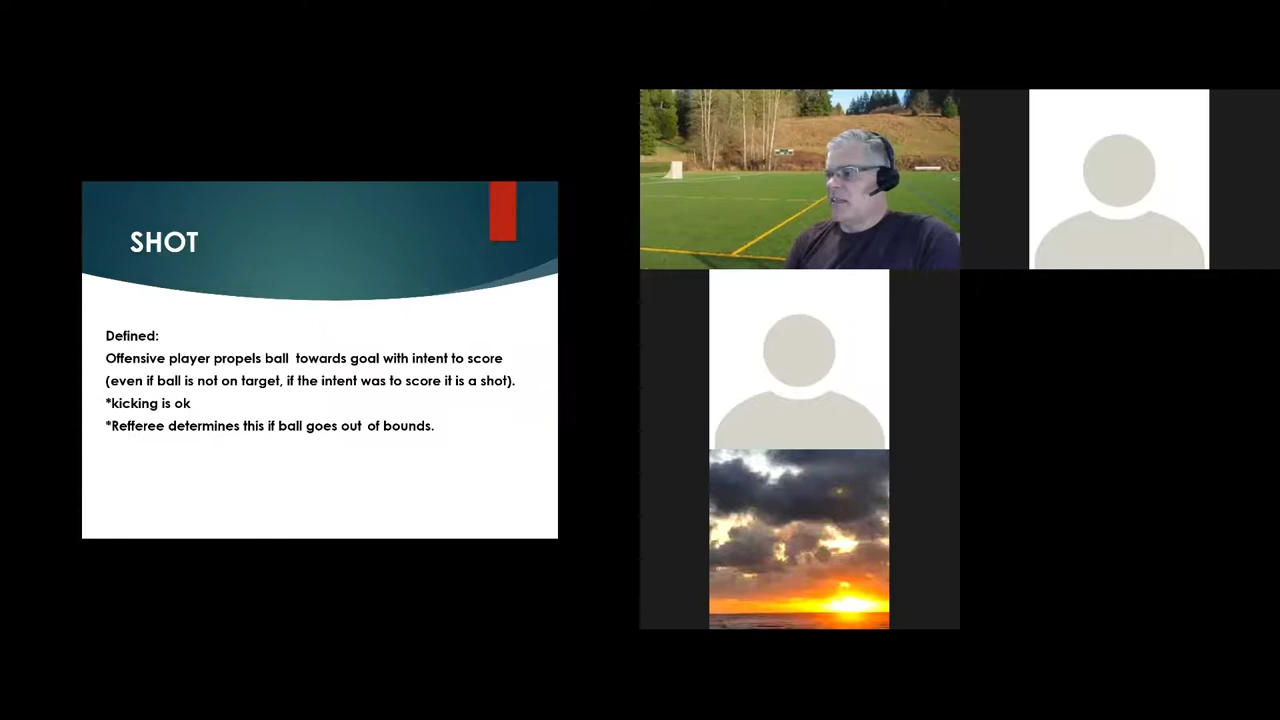 SHOT
Defined:
Offensive player propels ball towards goal with intent to score
(even if ball is not on target, if the intent was to score it is a shot).
*kicking is ok
*Refferee determines this if ball goes out of bounds.